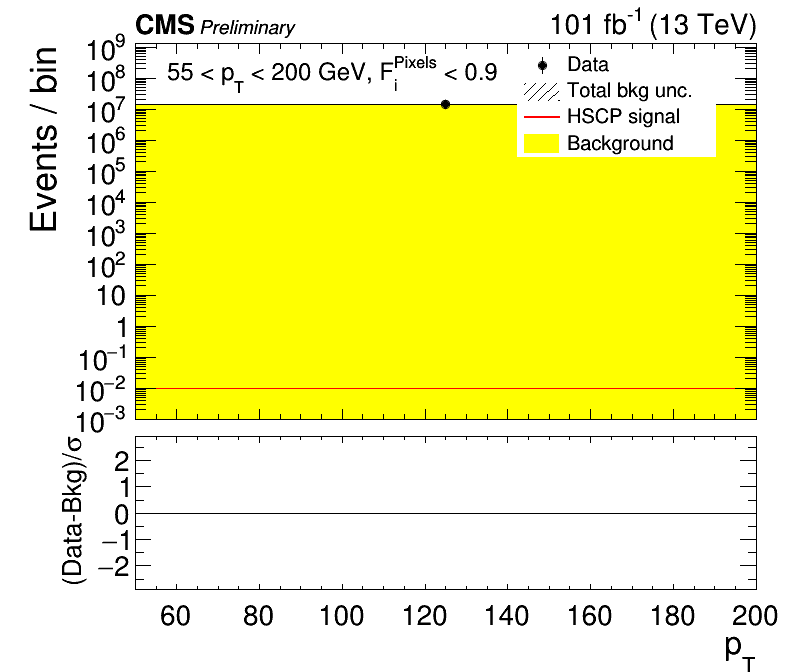 CMS Preliminary 101 fb⁻¹ (13 TeV)
55 < p_T < 200 GeV, F_i^Pixels < 0.9
Data
Total bkg unc.
HSCP signal
Background
Events / bin
10⁹
10⁸
10⁷
10⁶
10⁵
10⁴
10³
10²
10
1
10⁻¹
10⁻²
10⁻³
(Data-Bkg)/σ
2
1
0
−1
−2
60 80 100 120 140 160 180 200
p_T